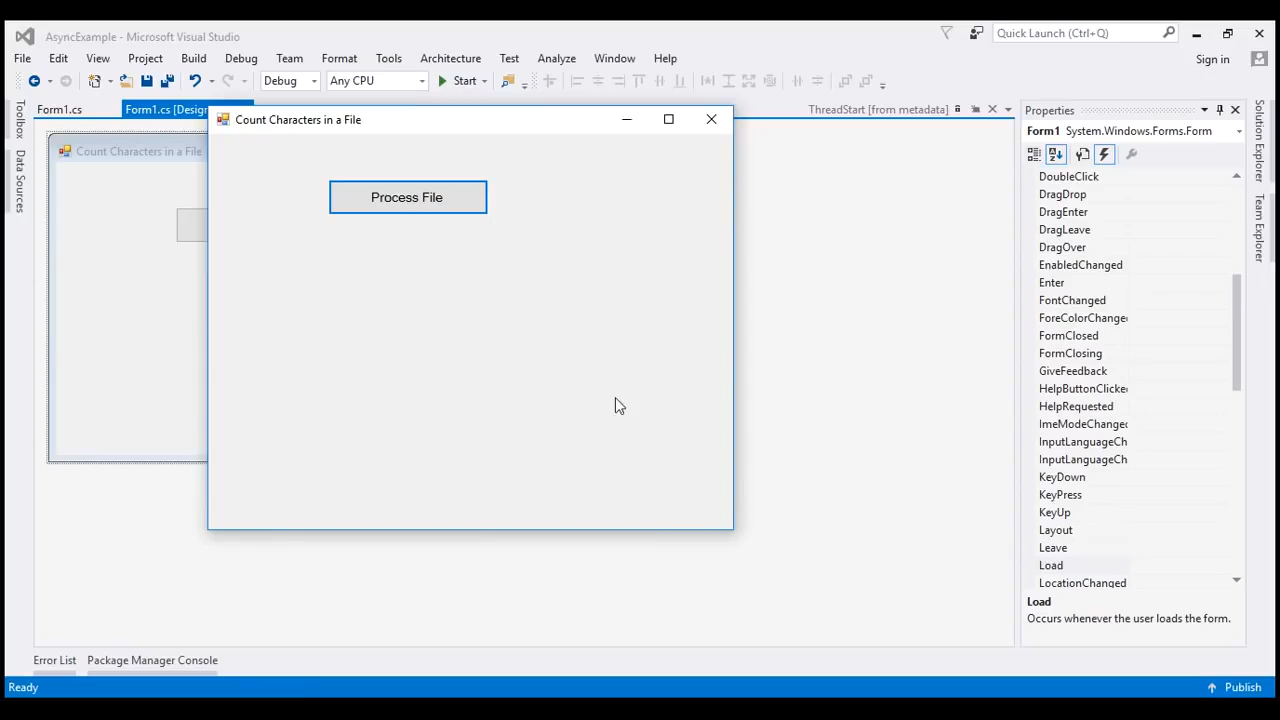 AsyncExample - Microsoft Visual Studio
Quick Launch (Ctrl+Q)
File Edit View Project Build Debug Team Format Tools Architecture Test Analyze Window Help
Sign in
Debug Any CPU Start
Toolbox
Data Sources
Form1.cs
Form1.cs [Design
ThreadStart [from metadata]
Count Characters in a File
Count Characters in a File
Process File
Properties
Form1 System.Windows.Forms.Form
DoubleClick
DragDrop
DragEnter
DragLeave
DragOver
EnabledChanged
Enter
FontChanged
ForeColorChange
FormClosed
FormClosing
GiveFeedback
HelpButtonClicke
HelpRequested
ImeModeChange
InputLanguageCh
InputLanguageCh
KeyDown
KeyPress
KeyUp
Layout
Leave
Load
LocationChanged
Load
Occurs whenever the user loads the form.
Solution Explorer
Team Explorer
Error List Package Manager Console
Ready
Publish